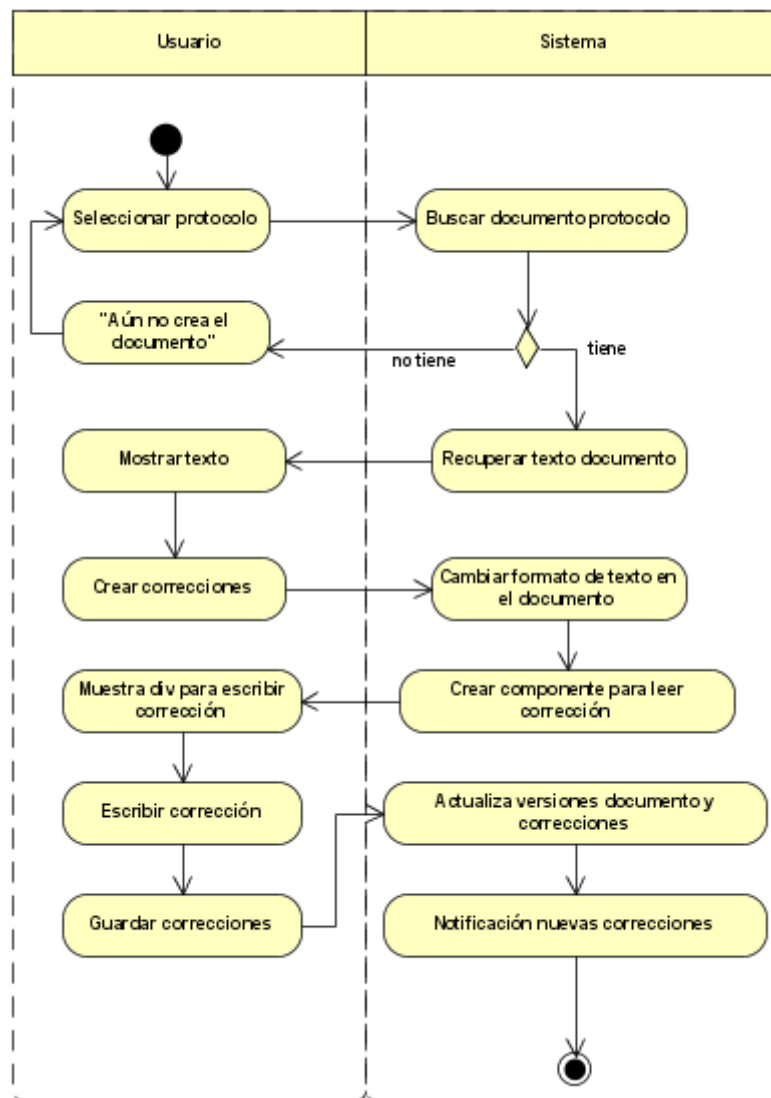 Usuario
Sistema
Seleccionar protocolo
Buscar documento protocolo
"Aún no crea el
documento"
no tiene
tiene
Mostrar texto
Recuperar texto documento
Crear correcciones
Cambiar formato de texto en
el documento
Muestra div para escribir
corrección
Crear componente para leer
corrección
Escribir corrección
Actualiza versiones documento y
correcciones
Guardar correcciones
Notificación nuevas correcciones